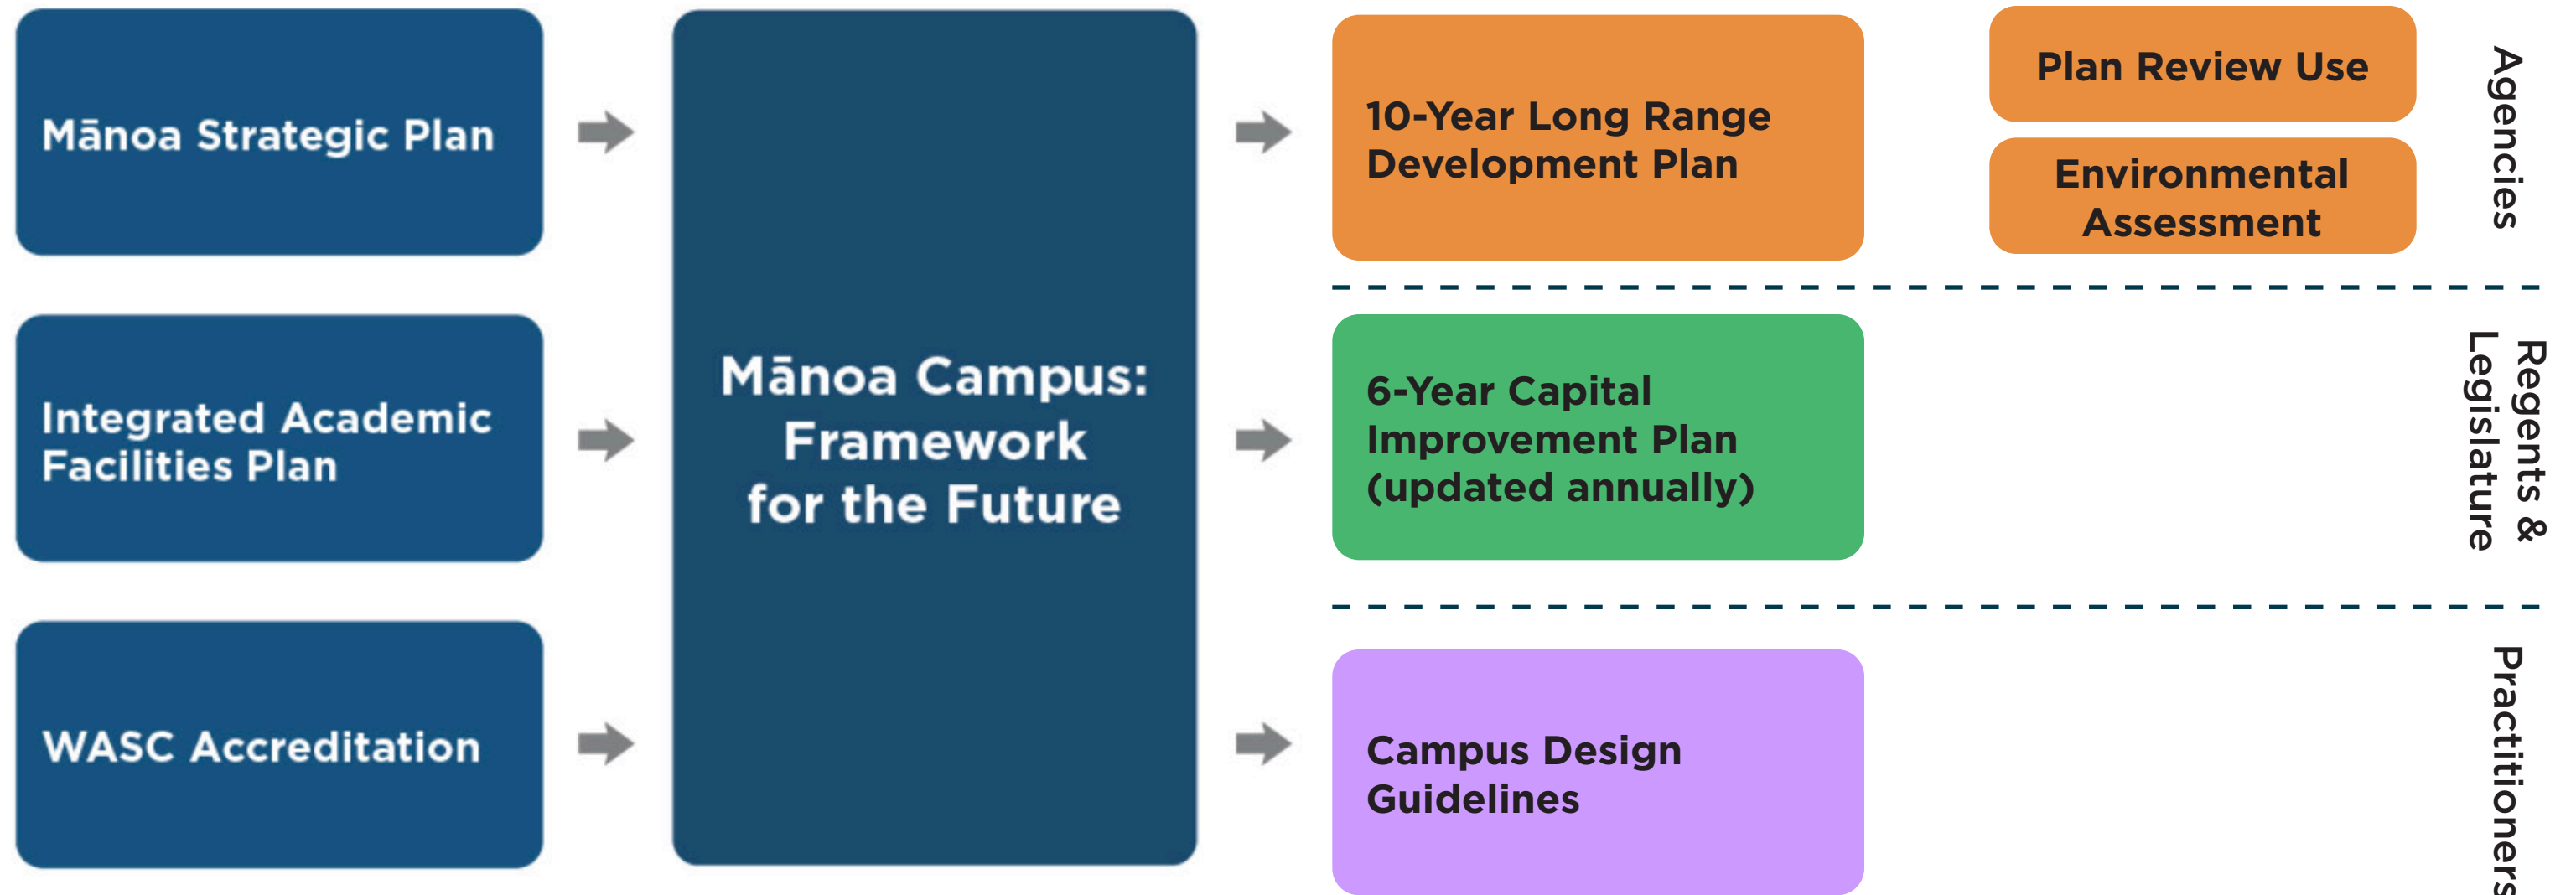 Mānoa Strategic Plan
Integrated Academic
Facilities Plan
WASC Accreditation
Mānoa Campus:
Framework
for the Future
10-Year Long Range
Development Plan
Plan Review Use
Environmental
Assessment
Agencies
6-Year Capital
Improvement Plan
(updated annually)
Regents &
Legislature
Campus Design
Guidelines
Practitioners